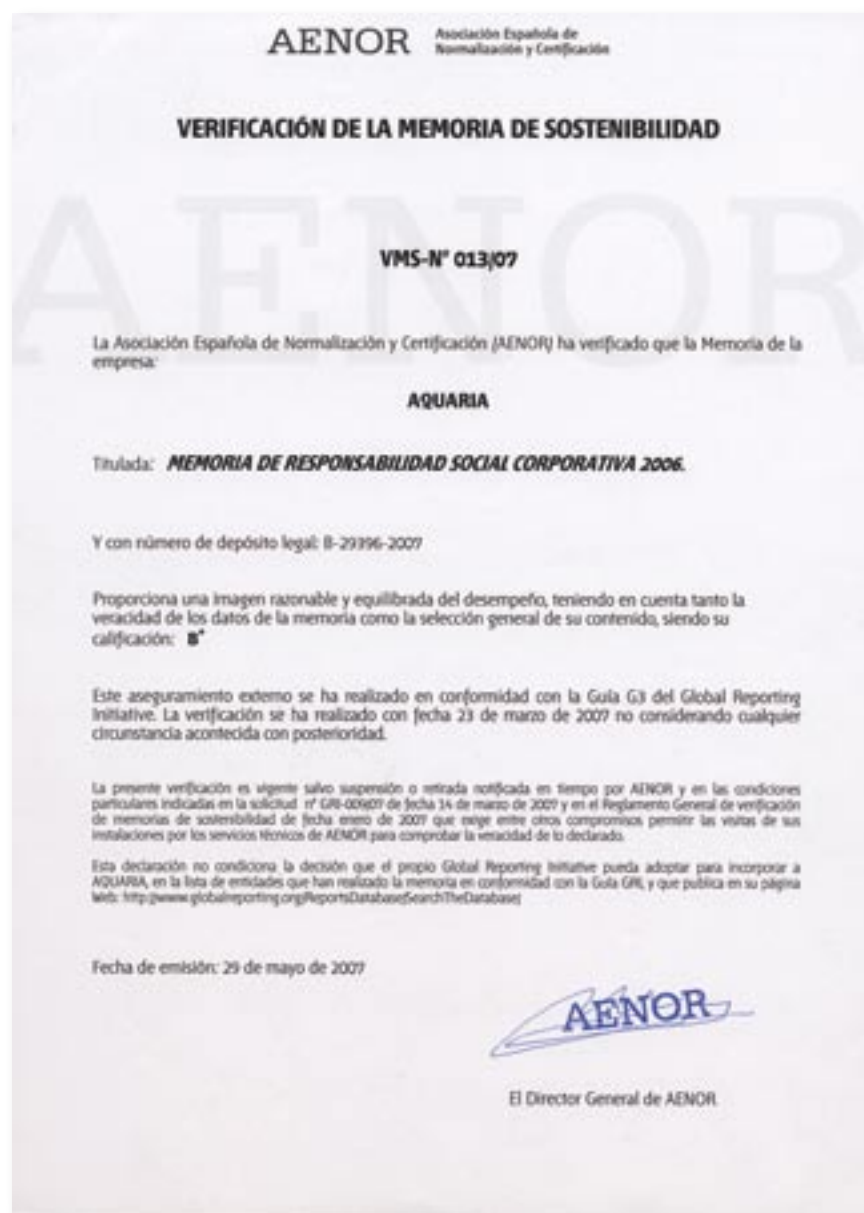 AENOR Asociación Española de
Normalización y Certificación
VERIFICACIÓN DE LA MEMORIA DE SOSTENIBILIDAD
AENOR
VMS-Nº 013/07
La Asociación Española de Normalización y Certificación (AENOR) ha verificado que la Memoria de la
empresa:
AQUARIA
Titulada: MEMORIA DE RESPONSABILIDAD SOCIAL CORPORATIVA 2006.
Y con número de depósito legal: B-29396-2007
Proporciona una imagen razonable y equilibrada del desempeño, teniendo en cuenta tanto la
veracidad de los datos de la memoria como la selección general de su contenido, siendo su
calificación: B+
Este aseguramiento externo se ha realizado en conformidad con la Guía G3 del Global Reporting
Initiative. La verificación se ha realizado con fecha 23 de marzo de 2007 no considerando cualquier
circunstancia acontecida con posterioridad.
La presente verificación es vigente salvo suspensión o retirada notificada en tiempo por AENOR y en las condiciones
particulares indicadas en la solicitud nº de fecha 14 de marzo de 2007 y en el Reglamento General de verificación
de memorias de sostenibilidad de fecha enero de 2007 que exige entre otros compromisos permitir las visitas de sus
instalaciones por los servicios técnicos de AENOR para comprobar la veracidad de lo declarado.
Esta declaración no condiciona la decisión que el propio Global Reporting Initiative pueda adoptar para incorporar a
AQUARIA, en la lista de entidades que han realizado la memoria en conformidad con la Guía GRI, y que publica en su página
Web: http://www.globalreporting.org/ReportsDatabase/SearchTheDatabase/
Fecha de emisión: 29 de mayo de 2007
AENOR
El Director General de AENOR